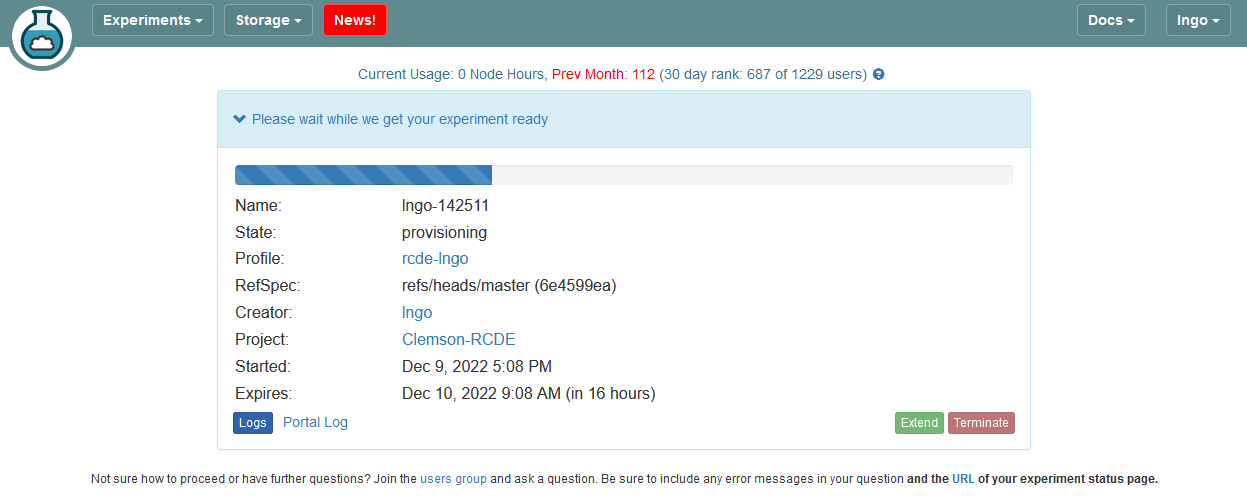 Experiments Storage News! Docs Ingo
Current Usage: 0 Node Hours, Prev Month: 112 (30 day rank: 687 of 1229 users)
Please wait while we get your experiment ready
Name: Ingo-142511
State: provisioning
Profile: rcde-Ingo
RefSpec: refs/heads/master (6e4599ea)
Creator: Ingo
Project: Clemson-RCDE
Started: Dec 9, 2022 5:08 PM
Expires: Dec 10, 2022 9:08 AM (in 16 hours)
Logs Portal Log Extend Terminate
Not sure how to proceed or have further questions? Join the users group and ask a question. Be sure to include any error messages in your question and the URL of your experiment status page.